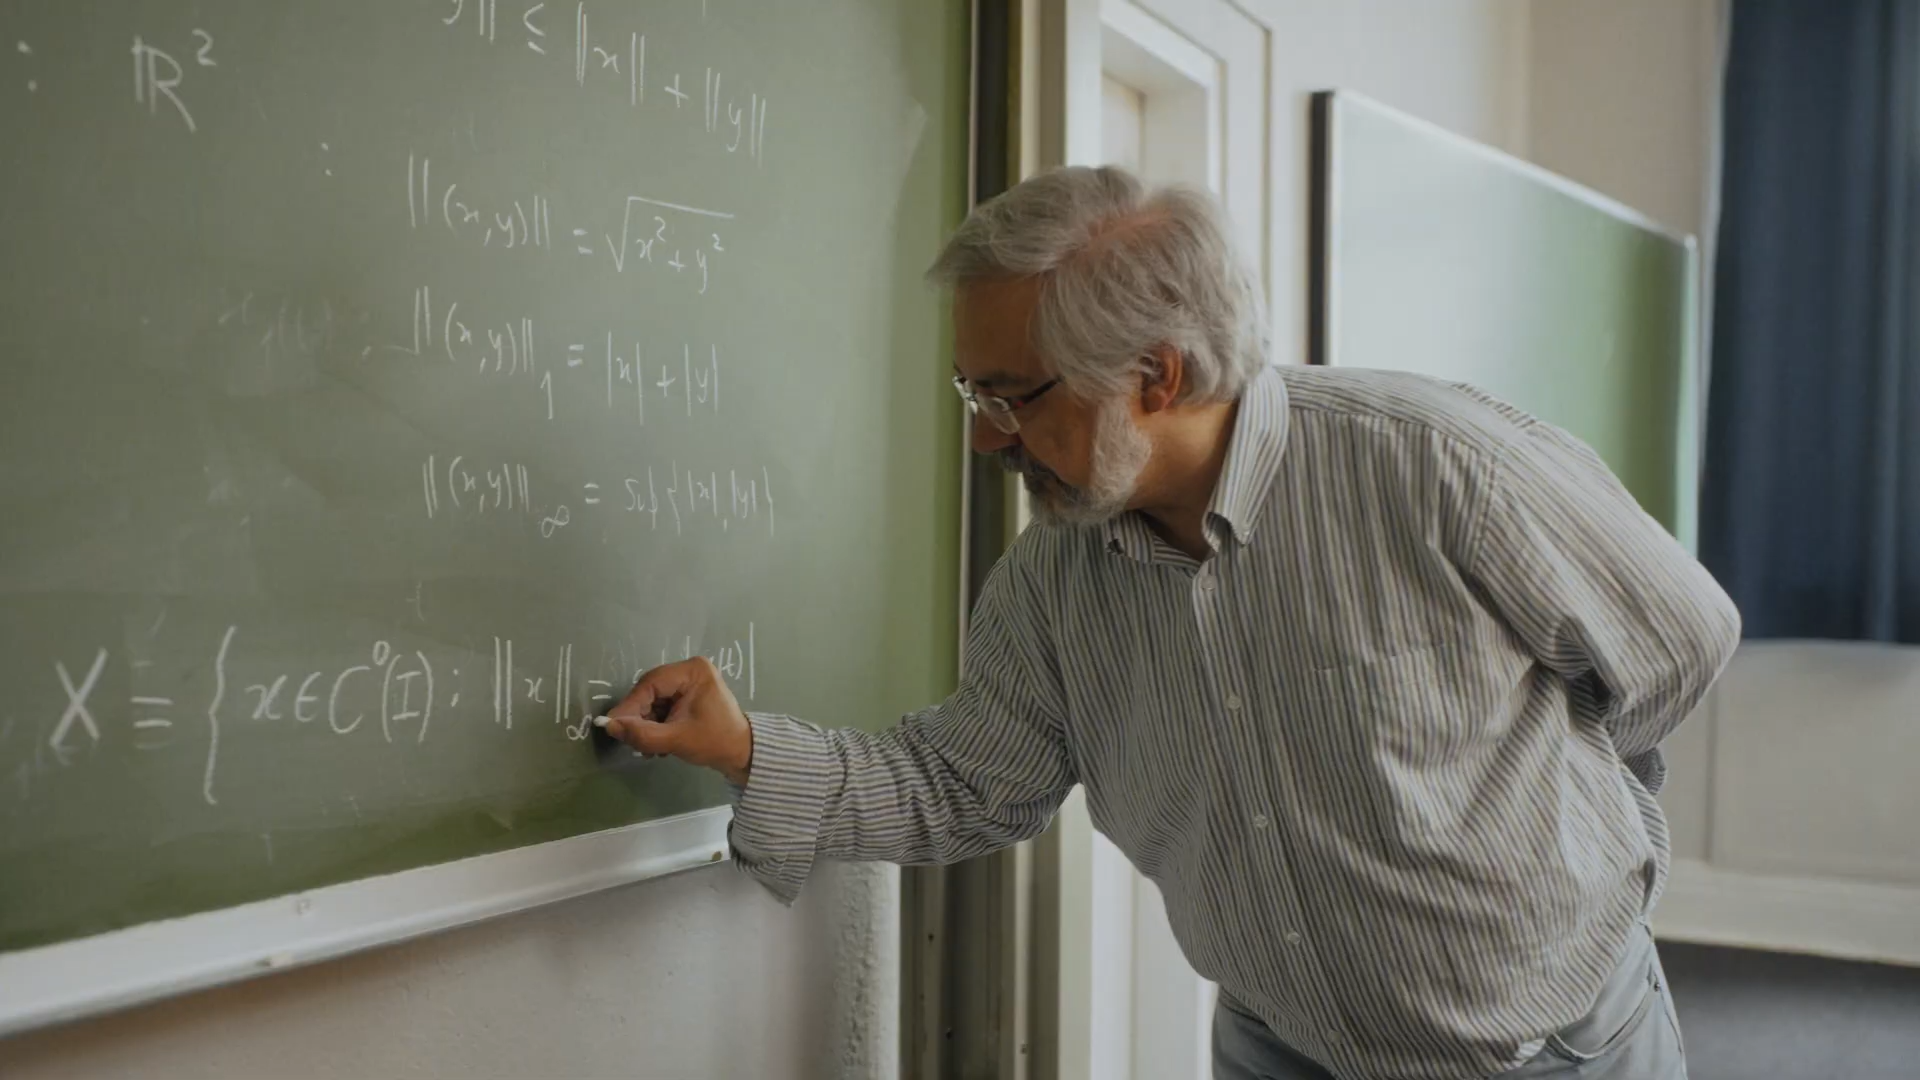 : ℝ² y‖ ≤ ‖x‖ + ‖y‖
: ‖(x,y)‖ = √(x² + y²)
‖(x,y)‖₁ = |x| + |y|
‖(x,y)‖∞ = sup{|x|,|y|}
X ≡ { x∈C⁰(I) ; ‖x‖∞ = (t)|